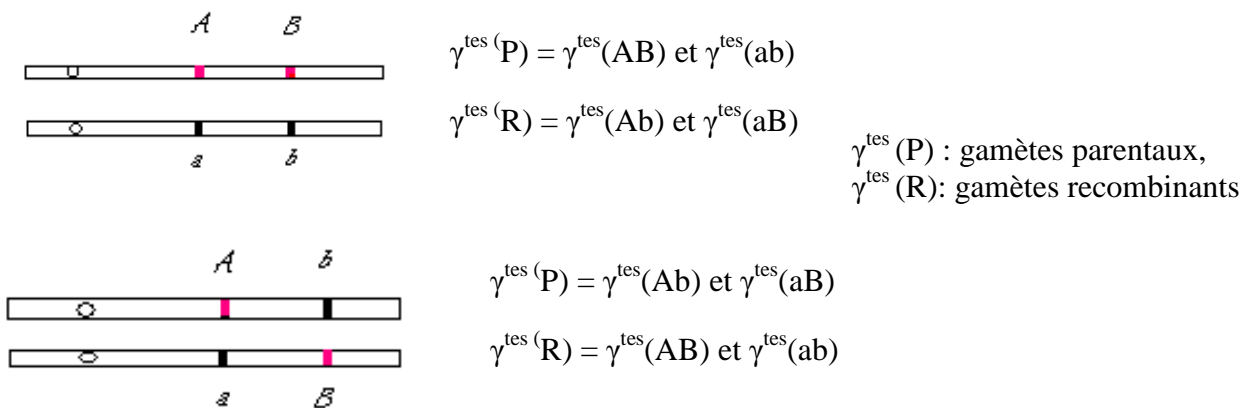 A B
γtes (P) = γtes(AB) et γtes(ab)
γtes (R) = γtes(Ab) et γtes(aB)
a b
γtes (P) : gamètes parentaux,
γtes (R): gamètes recombinants
A b
γtes (P) = γtes(Ab) et γtes(aB)
γtes (R) = γtes(AB) et γtes(ab)
a B